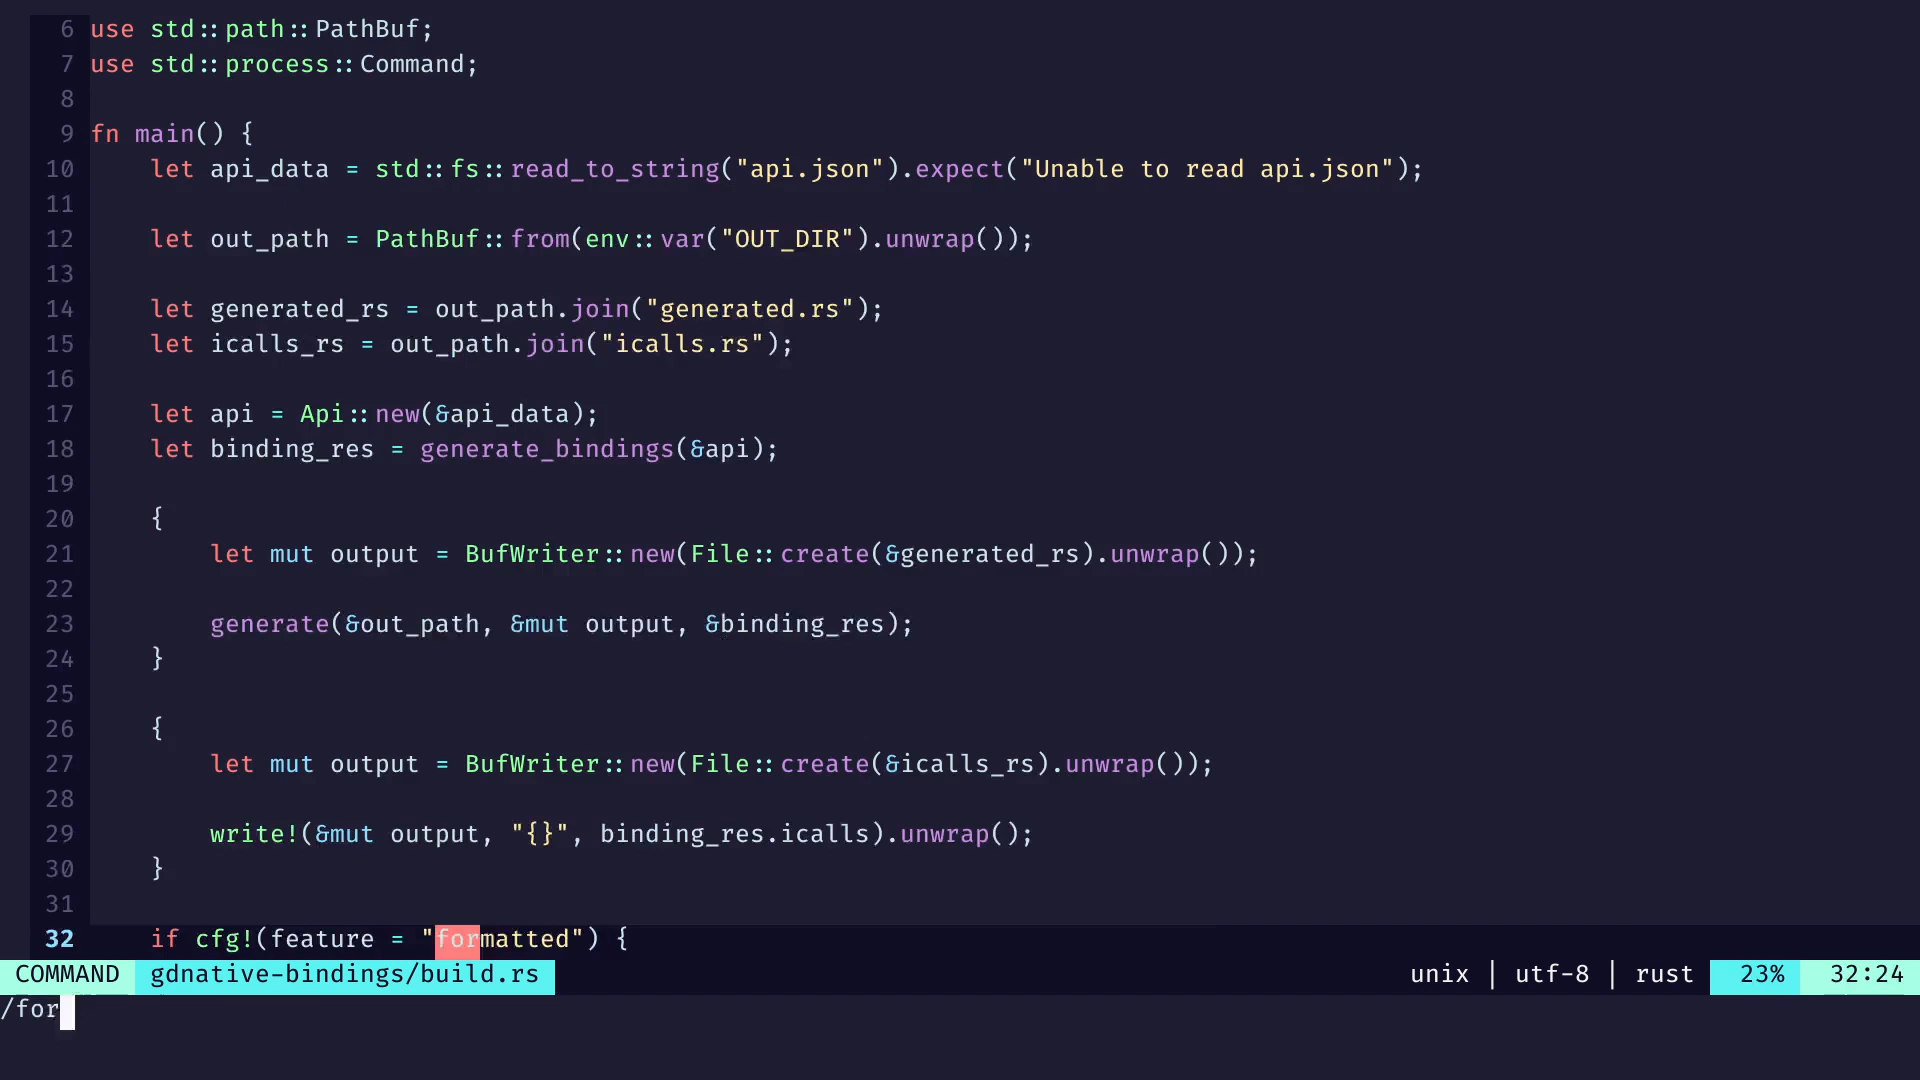 6 use std::path::PathBuf;
7 use std::process::Command;
8
9 fn main() {
10     let api_data = std::fs::read_to_string("api.json").expect("Unable to read api.json");
11
12     let out_path = PathBuf::from(env::var("OUT_DIR").unwrap());
13
14     let generated_rs = out_path.join("generated.rs");
15     let icalls_rs = out_path.join("icalls.rs");
16
17     let api = Api::new(&api_data);
18     let binding_res = generate_bindings(&api);
19
20     {
21         let mut output = BufWriter::new(File::create(&generated_rs).unwrap());
22
23         generate(&out_path, &mut output, &binding_res);
24     }
25
26     {
27         let mut output = BufWriter::new(File::create(&icalls_rs).unwrap());
28
29         write!(&mut output, "{}", binding_res.icalls).unwrap();
30     }
31
32     if cfg!(feature = "formatted") {
COMMAND gdnative-bindings/build.rs unix | utf-8 | rust 23% 32:24
/for